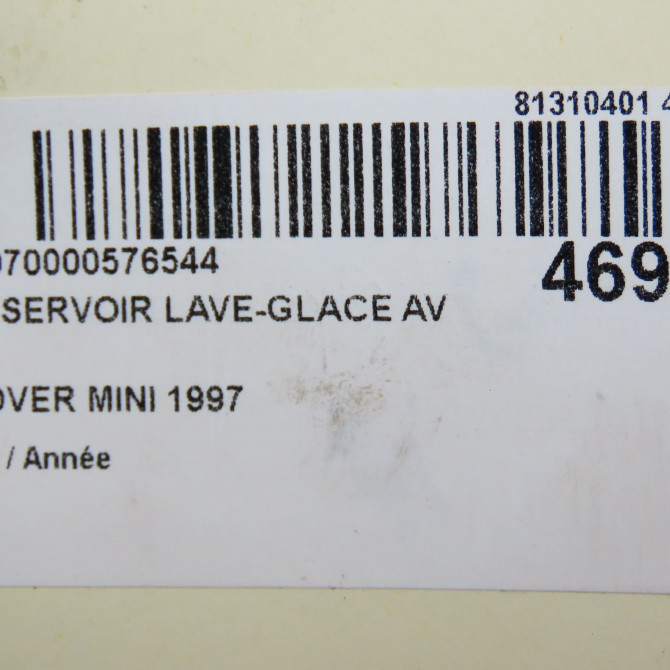 81310401 4
070000576544
469
SERVOIR LAVE-GLACE AV
OVER MINI 1997
/ Année